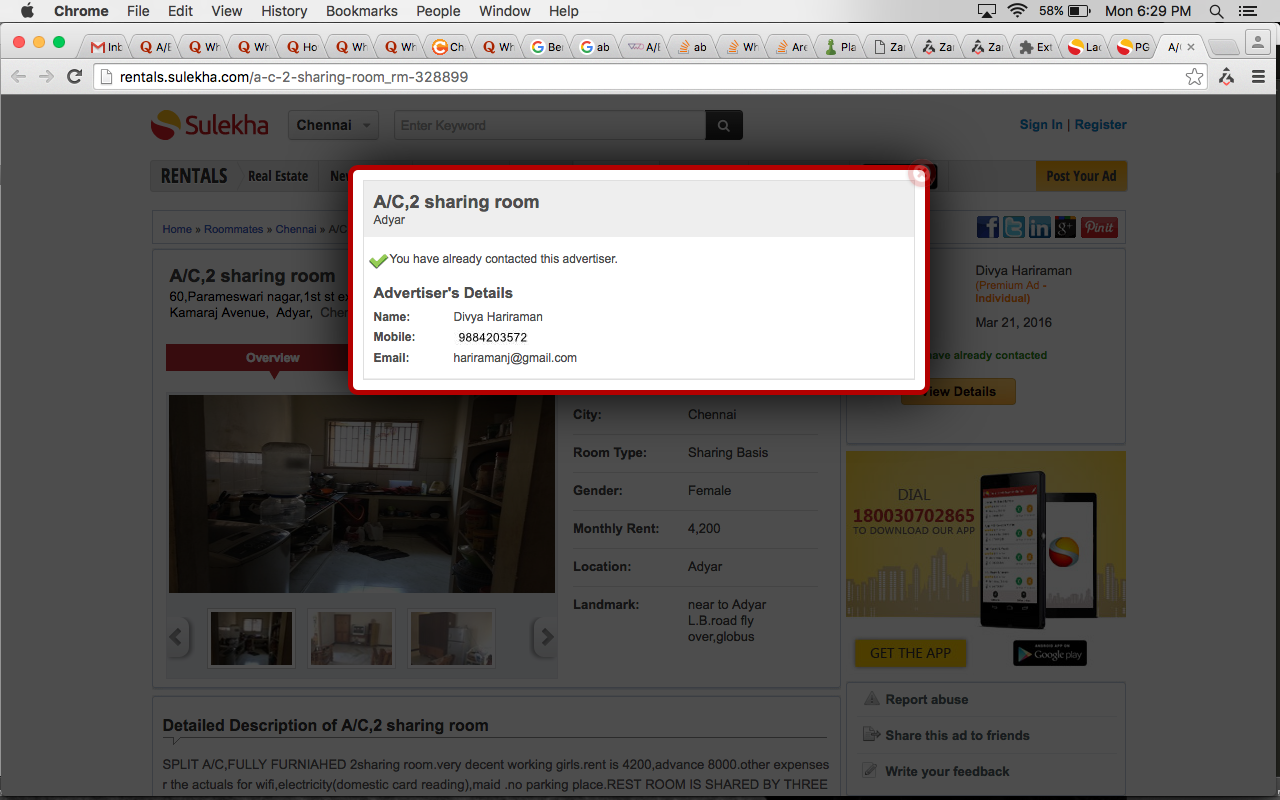 Chrome File Edit View History Bookmarks People Window Help 58% Mon 6:29 PM
Inb A/E Wh Wh Ho Wh Wh Ch Wh Be ab A/E ab Wh Are Pla Zar Zar Zar Ext Lac PG A/(
rentals.sulekha.com/a-c-2-sharing-room_rm-328899
Sulekha Chennai Enter Keyword Sign In | Register
RENTALS Real Estate Post Your Ad
A/C,2 sharing room
Adyar
You have already contacted this advertiser.
Advertiser's Details
Name: Divya Hariraman
Mobile: 9884203572
Email: hariramanj@gmail.com
Home » Roommates » Chennai » A/C
Pinit
A/C,2 sharing room
60,Parameswari nagar,1st st
Kamaraj Avenue, Adyar,
Overview
Divya Hariraman
(Premium Ad -
Individual)
Mar 21, 2016
have already contacted
View Details
City: Chennai
Room Type: Sharing Basis
Gender: Female
Monthly Rent: 4,200
Location: Adyar
Landmark: near to Adyar
L.B.road fly
over,globus
DIAL
180030702865
TO DOWNLOAD OUR APP
GET THE APP
Google play
Report abuse
Share this ad to friends
Write your feedback
Detailed Description of A/C,2 sharing room
SPLIT A/C,FULLY FURNIAHED 2sharing room.very decent working girls.rent is 4200,advance 8000.other expenses
r the actuals for wifi,electricity(domestic card reading),maid .no parking place.REST ROOM IS SHARED BY THREE